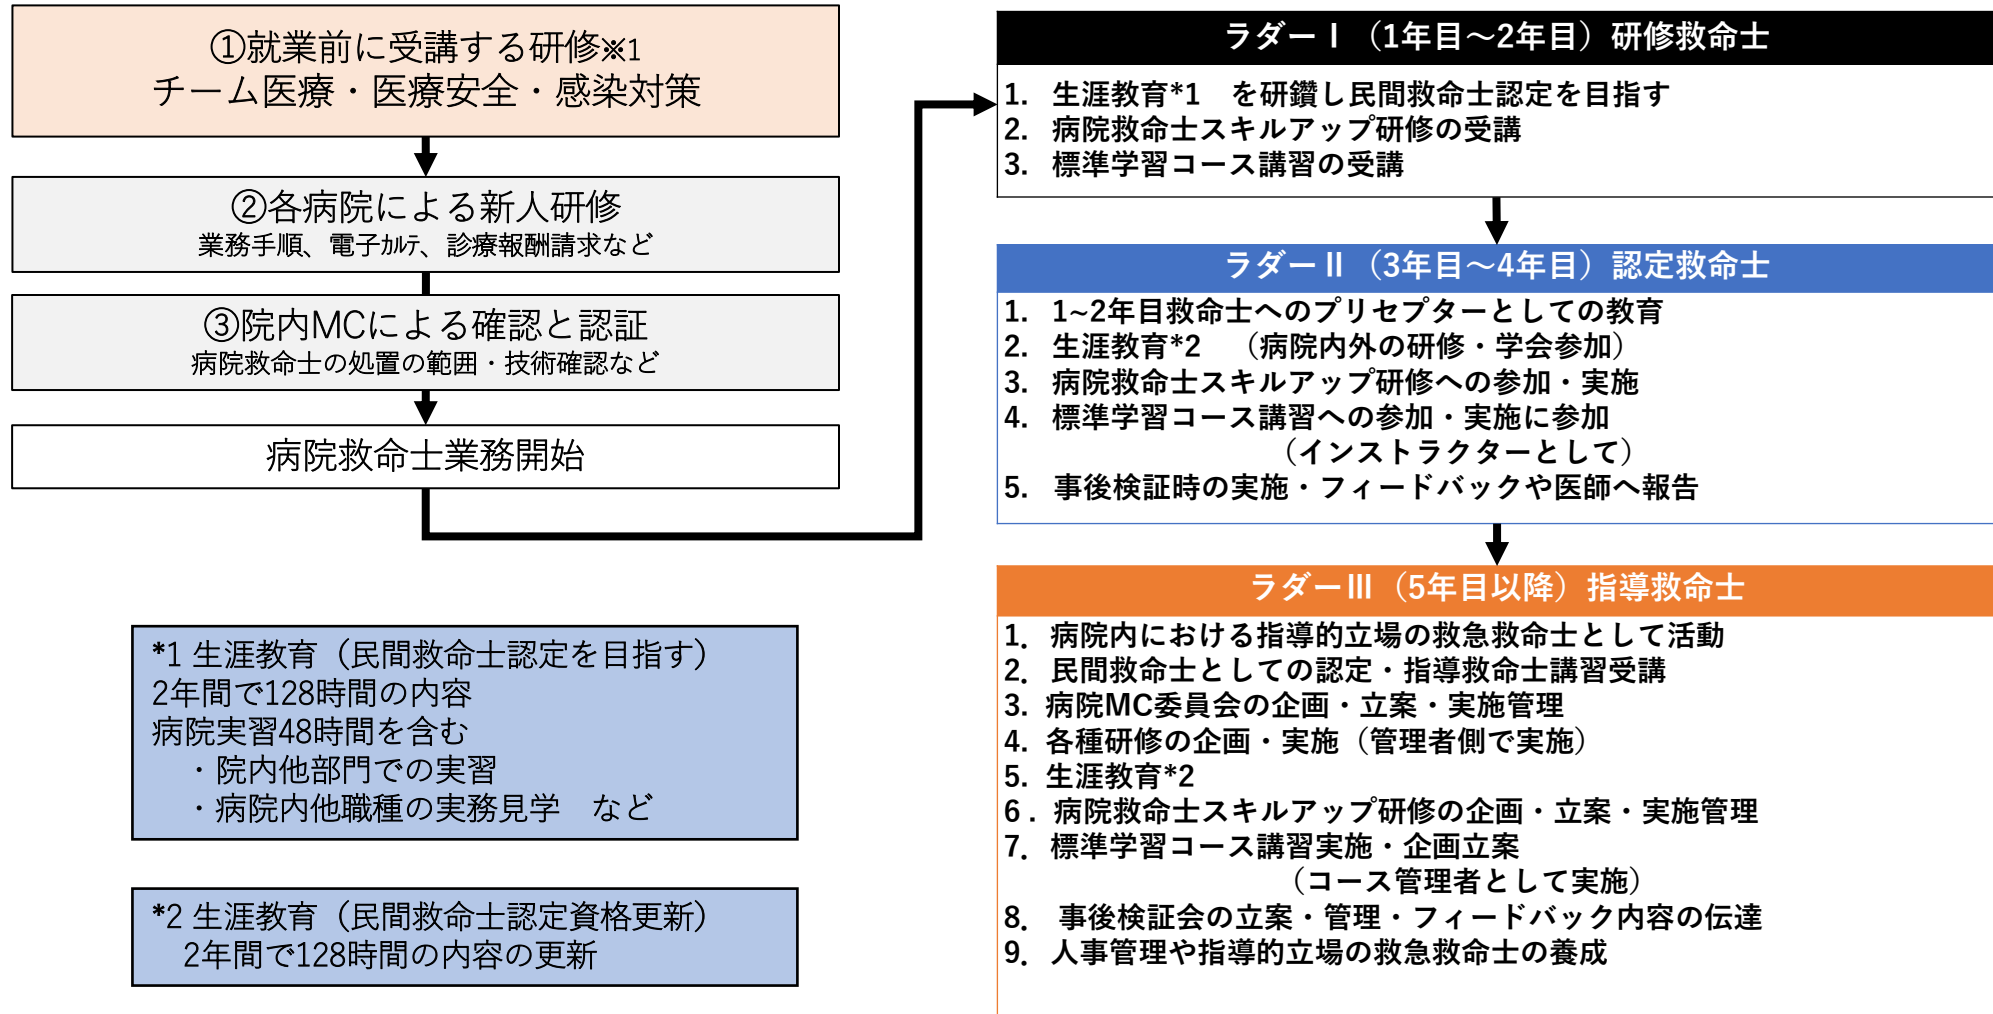 ①就業前に受講する研修※1
チーム医療・医療安全・感染対策
②各病院による新人研修
業務手順、電子ｶﾙﾃ、診療報酬請求など
③院内MCによる確認と認証
病院救命士の処置の範囲・技術確認など
病院救命士業務開始
*1 生涯教育（民間救命士認定を目指す）
2年間で128時間の内容
病院実習48時間を含む
・院内他部門での実習
・病院内他職種の実務見学　など
*2 生涯教育（民間救命士認定資格更新）
2年間で128時間の内容の更新
ラダーⅠ（1年目～2年目）研修救命士
1. 生涯教育*1　を研鑽し民間救命士認定を目指す
2. 病院救命士スキルアップ研修の受講
3. 標準学習コース講習の受講
ラダーⅡ（3年目～4年目）認定救命士
1. 1~2年目救命士へのプリセプターとしての教育
2. 生涯教育*2　（病院内外の研修・学会参加）
3. 病院救命士スキルアップ研修への参加・実施
4. 標準学習コース講習への参加・実施に参加
（インストラクターとして）
5. 事後検証時の実施・フィードバックや医師へ報告
ラダーⅢ（5年目以降）指導救命士
1. 病院内における指導的立場の救急救命士として活動
2. 民間救命士としての認定・指導救命士講習受講
3. 病院MC委員会の企画・立案・実施管理
4. 各種研修の企画・実施（管理者側で実施）
5. 生涯教育*2
6 . 病院救命士スキルアップ研修の企画・立案・実施管理
7. 標準学習コース講習実施・企画立案
（コース管理者として実施）
8. 事後検証会の立案・管理・フィードバック内容の伝達
9. 人事管理や指導的立場の救急救命士の養成